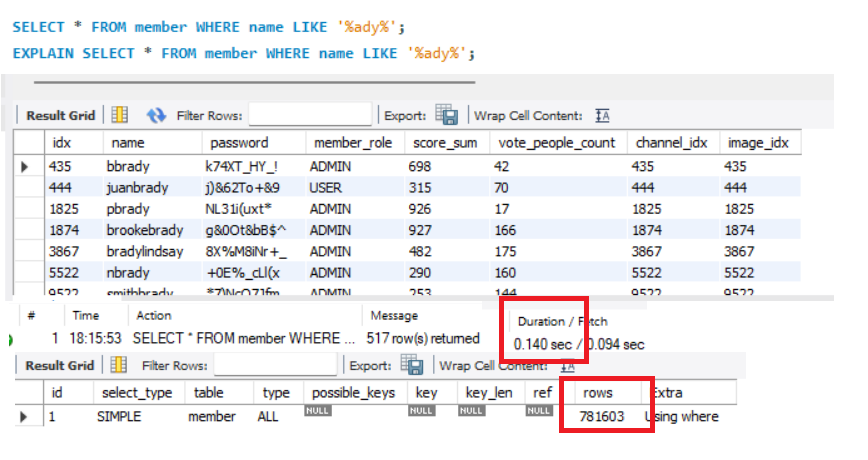 SELECT * FROM member WHERE name LIKE '%ady%';
EXPLAIN SELECT * FROM member WHERE name LIKE '%ady%';
Result Grid Filter Rows: Export: Wrap Cell Content: IA
idx name password member_role score_sum vote_people_count channel_idx image_idx
435 bbrady k74XT_HY_! ADMIN 698 42 435 435
444 juanbrady j)&62To+&9 USER 315 70 444 444
1825 pbrady NL31i(uxt* ADMIN 926 17 1825 1825
1874 brookebrady g&0Ot&bB$^ ADMIN 927 166 1874 1874
3867 bradylindsay 8X%M8iNr+_ ADMIN 482 175 3867 3867
5522 nbrady +0E%_cLl(x ADMIN 290 160 5522 5522
9522 smithbrady ADMIN 253 144 9522 9522
# Time Action Message Duration / Fetch
1 18:15:53 SELECT * FROM member WHERE ... 517 row(s) returned 0.140 sec / 0.094 sec
Result Grid Filter Rows: Export: Wrap Cell Content: IA
id select_type table type possible_keys key key_len ref rows Extra
1 SIMPLE member ALL NULL NULL NULL NULL 781603 Using where